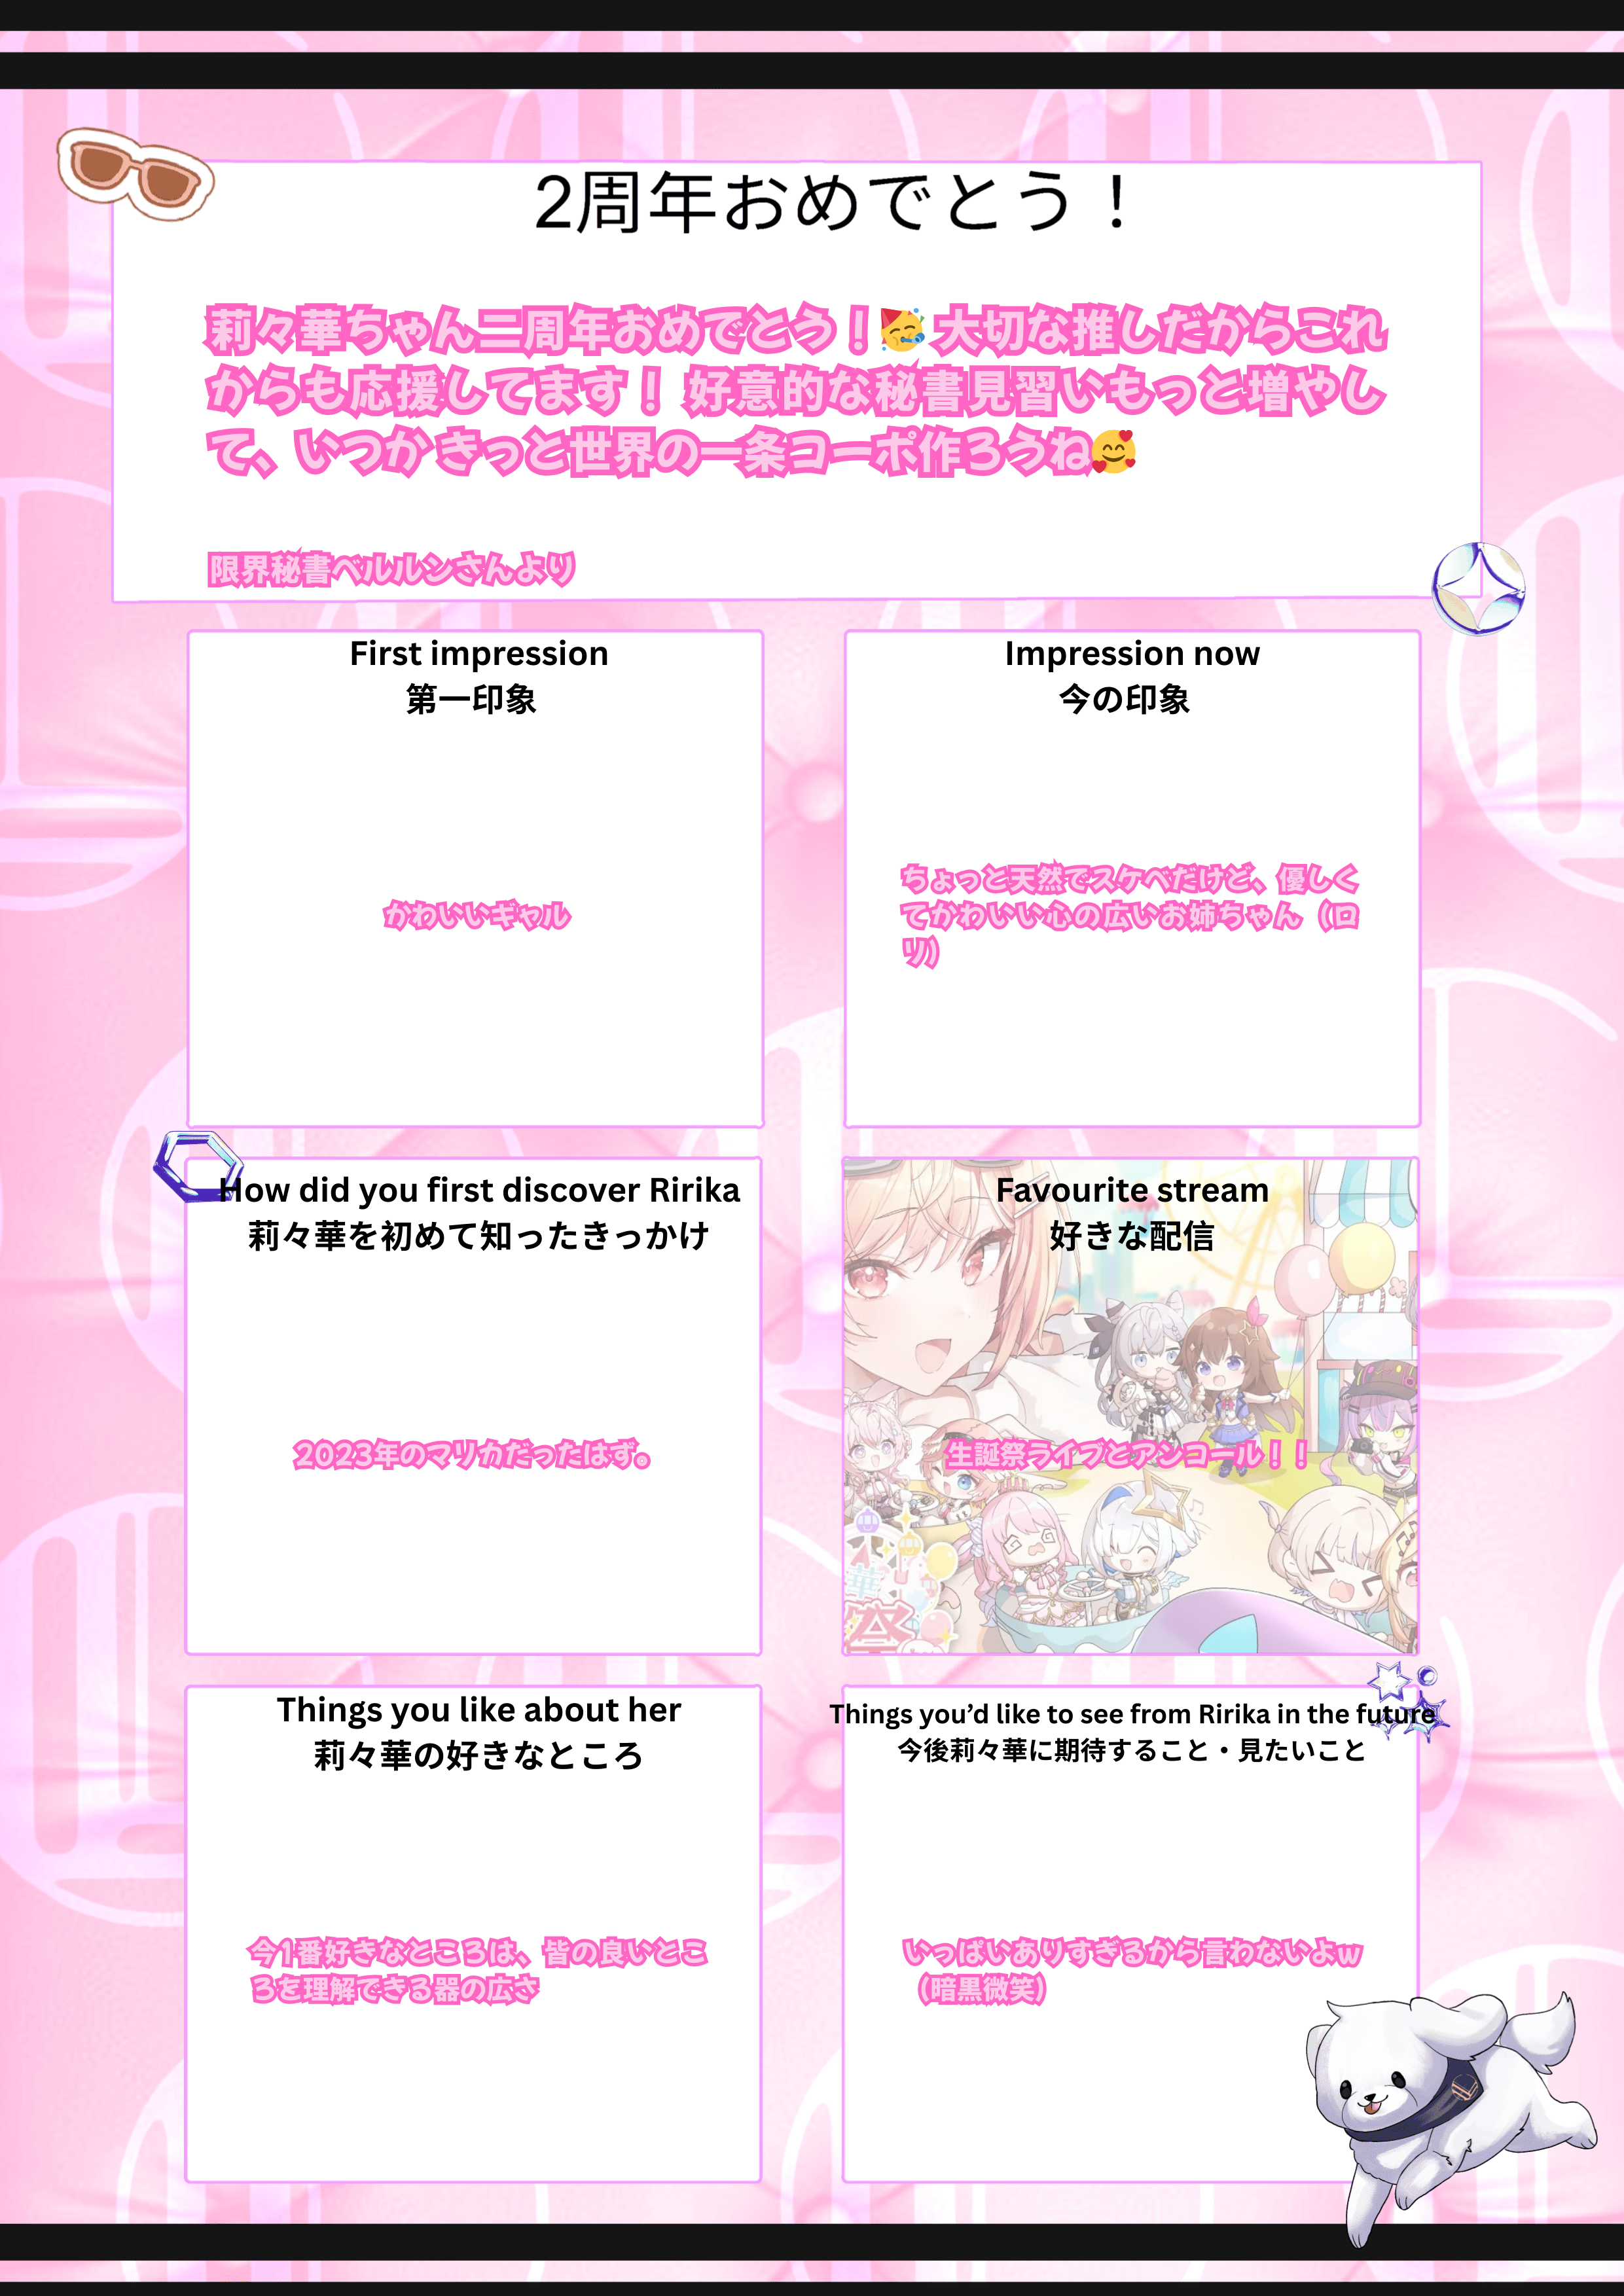 2周年おめでとう！
莉々華ちゃん二周年おめでとう！🥳 大切な推しだからこれ
からも応援してます！ 好意的な秘書見習いもっと増やし
て、いつか きっと世界の一条コーポ作ろうね🥰
限界秘書ベルルンさんより
First impression
第一印象
かわいいギャル
Impression now
今の印象
ちょっと天然でスケベだけど、優しく
てかわいい心の広いお姉ちゃん（ロ
リ）
How did you first discover Ririka
莉々華を初めて知ったきっかけ
2023年のマリカだったはず。
Favourite stream
好きな配信
生誕祭ライブとアンコール！！
華
祭
Things you like about her
莉々華の好きなところ
今1番好きなところは、皆の良いとこ
ろを理解できる器の広さ
Things you’d like to see from Ririka in the future
今後莉々華に期待すること・見たいこと
いっぱいありすぎるから言わないよw
（暗黒微笑）